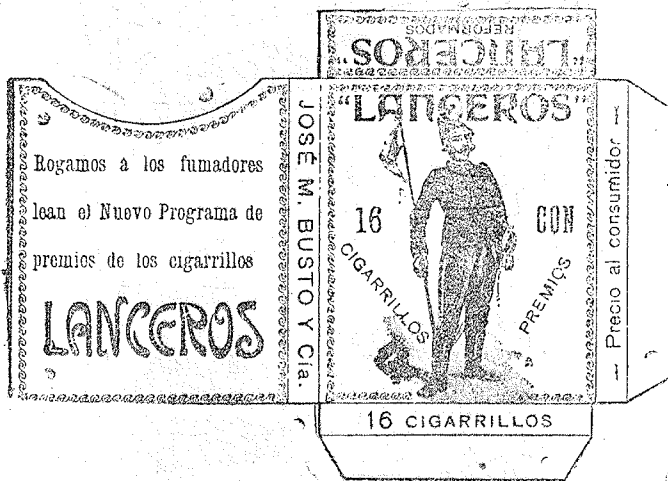 "LANCEROS"
REFORMADOS
Rogamos à los fumadores
lean el Nuevo Programa de
premios de los cigarrillos
LANCEROS
JOSÉ M. BUSTO Y Cía.
"LANCEROS"
16 CON
CIGARRILLOS PREMIOS
— Precio al consumidor —
16 CIGARRILLOS